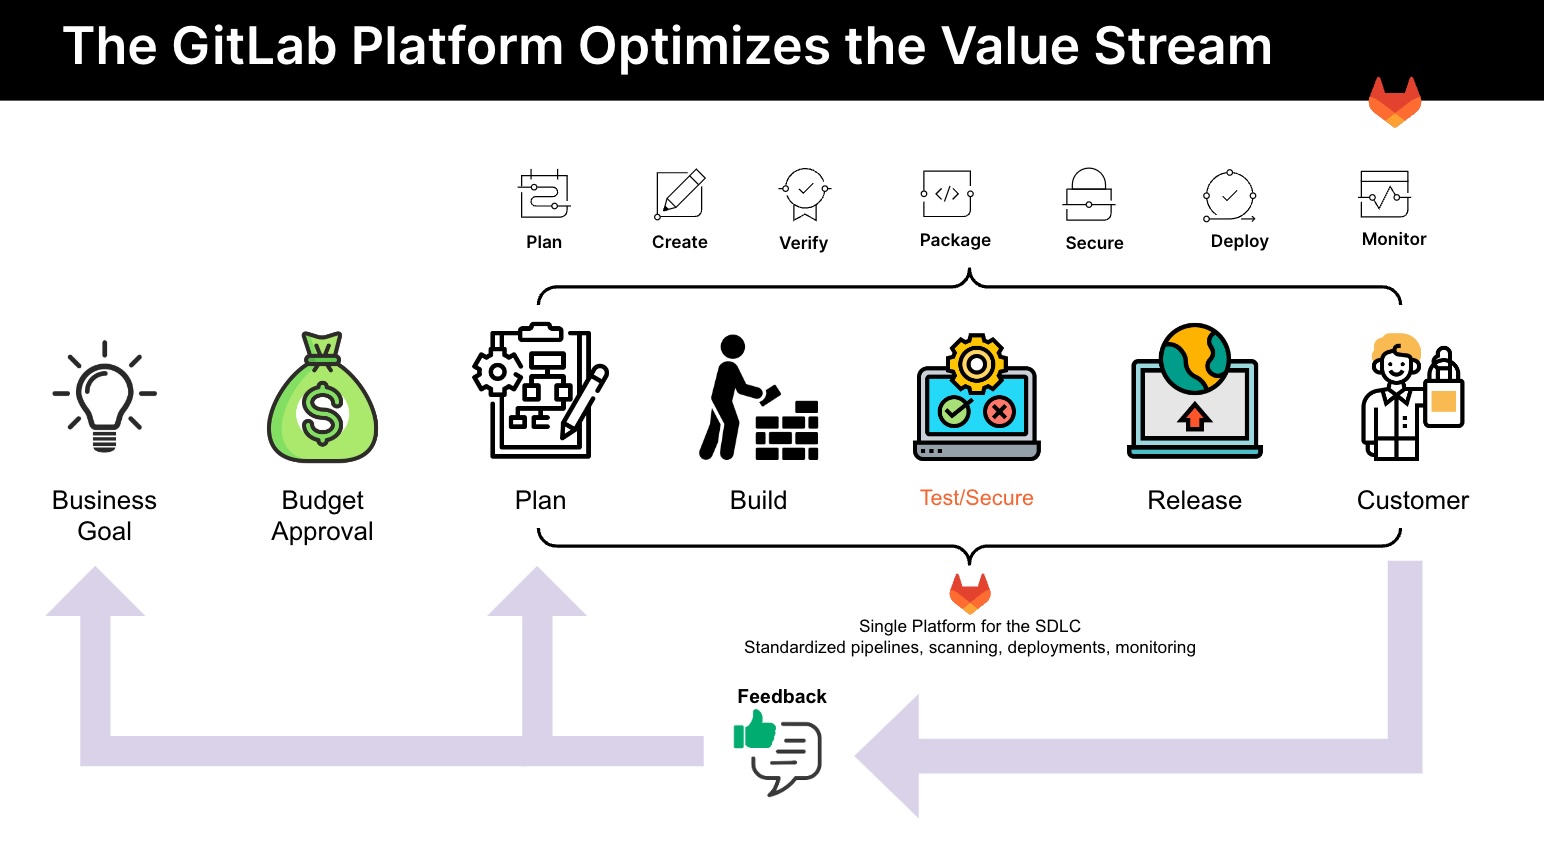 The GitLab Platform Optimizes the Value Stream
Plan
Create
Verify
Package
Secure
Deploy
Monitor
Business
Goal
Budget
Approval
Plan
Build
Test/Secure
Release
Customer
Single Platform for the SDLC
Standardized pipelines, scanning, deployments, monitoring
Feedback